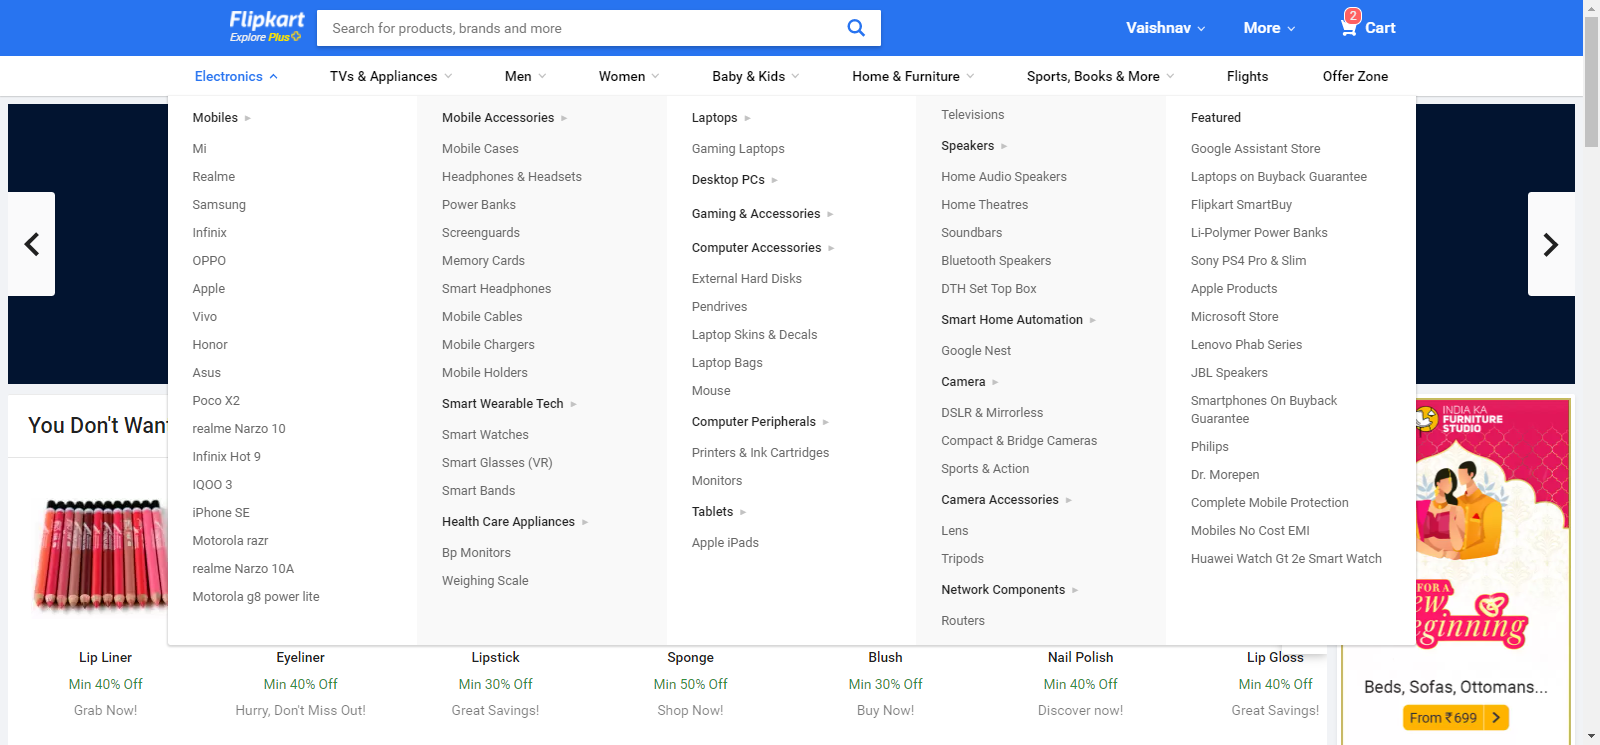 Flipkart
Explore Plus
Search for products, brands and more
Vaishnav
More
2
Cart
Electronics
TVs & Appliances
Men
Women
Baby & Kids
Home & Furniture
Sports, Books & More
Flights
Offer Zone
Mobiles
Mi
Realme
Samsung
Infinix
OPPO
Apple
Vivo
Honor
Asus
Poco X2
realme Narzo 10
Infinix Hot 9
IQOO 3
iPhone SE
Motorola razr
realme Narzo 10A
Motorola g8 power lite
Mobile Accessories
Mobile Cases
Headphones & Headsets
Power Banks
Screenguards
Memory Cards
Smart Headphones
Mobile Cables
Mobile Chargers
Mobile Holders
Smart Wearable Tech
Smart Watches
Smart Glasses (VR)
Smart Bands
Health Care Appliances
Bp Monitors
Weighing Scale
Laptops
Gaming Laptops
Desktop PCs
Gaming & Accessories
Computer Accessories
External Hard Disks
Pendrives
Laptop Skins & Decals
Laptop Bags
Mouse
Computer Peripherals
Printers & Ink Cartridges
Monitors
Tablets
Apple iPads
Televisions
Speakers
Home Audio Speakers
Home Theatres
Soundbars
Bluetooth Speakers
DTH Set Top Box
Smart Home Automation
Google Nest
Camera
DSLR & Mirrorless
Compact & Bridge Cameras
Sports & Action
Camera Accessories
Lens
Tripods
Network Components
Routers
Featured
Google Assistant Store
Laptops on Buyback Guarantee
Flipkart SmartBuy
Li-Polymer Power Banks
Sony PS4 Pro & Slim
Apple Products
Microsoft Store
Lenovo Phab Series
JBL Speakers
Smartphones On Buyback
Guarantee
Philips
Dr. Morepen
Complete Mobile Protection
Mobiles No Cost EMI
Huawei Watch Gt 2e Smart Watch
You Don't Wan
Lip Liner
Min 40% Off
Grab Now!
Eyeliner
Min 40% Off
Hurry, Don't Miss Out!
Lipstick
Min 30% Off
Great Savings!
Sponge
Min 50% Off
Shop Now!
Blush
Min 30% Off
Buy Now!
Nail Polish
Min 40% Off
Discover now!
Lip Gloss
Min 40% Off
Great Savings!
INDIA KA
FURNITURE
STUDIO
FOR A
ew
eginning
Beds, Sofas, Ottomans...
From ₹699